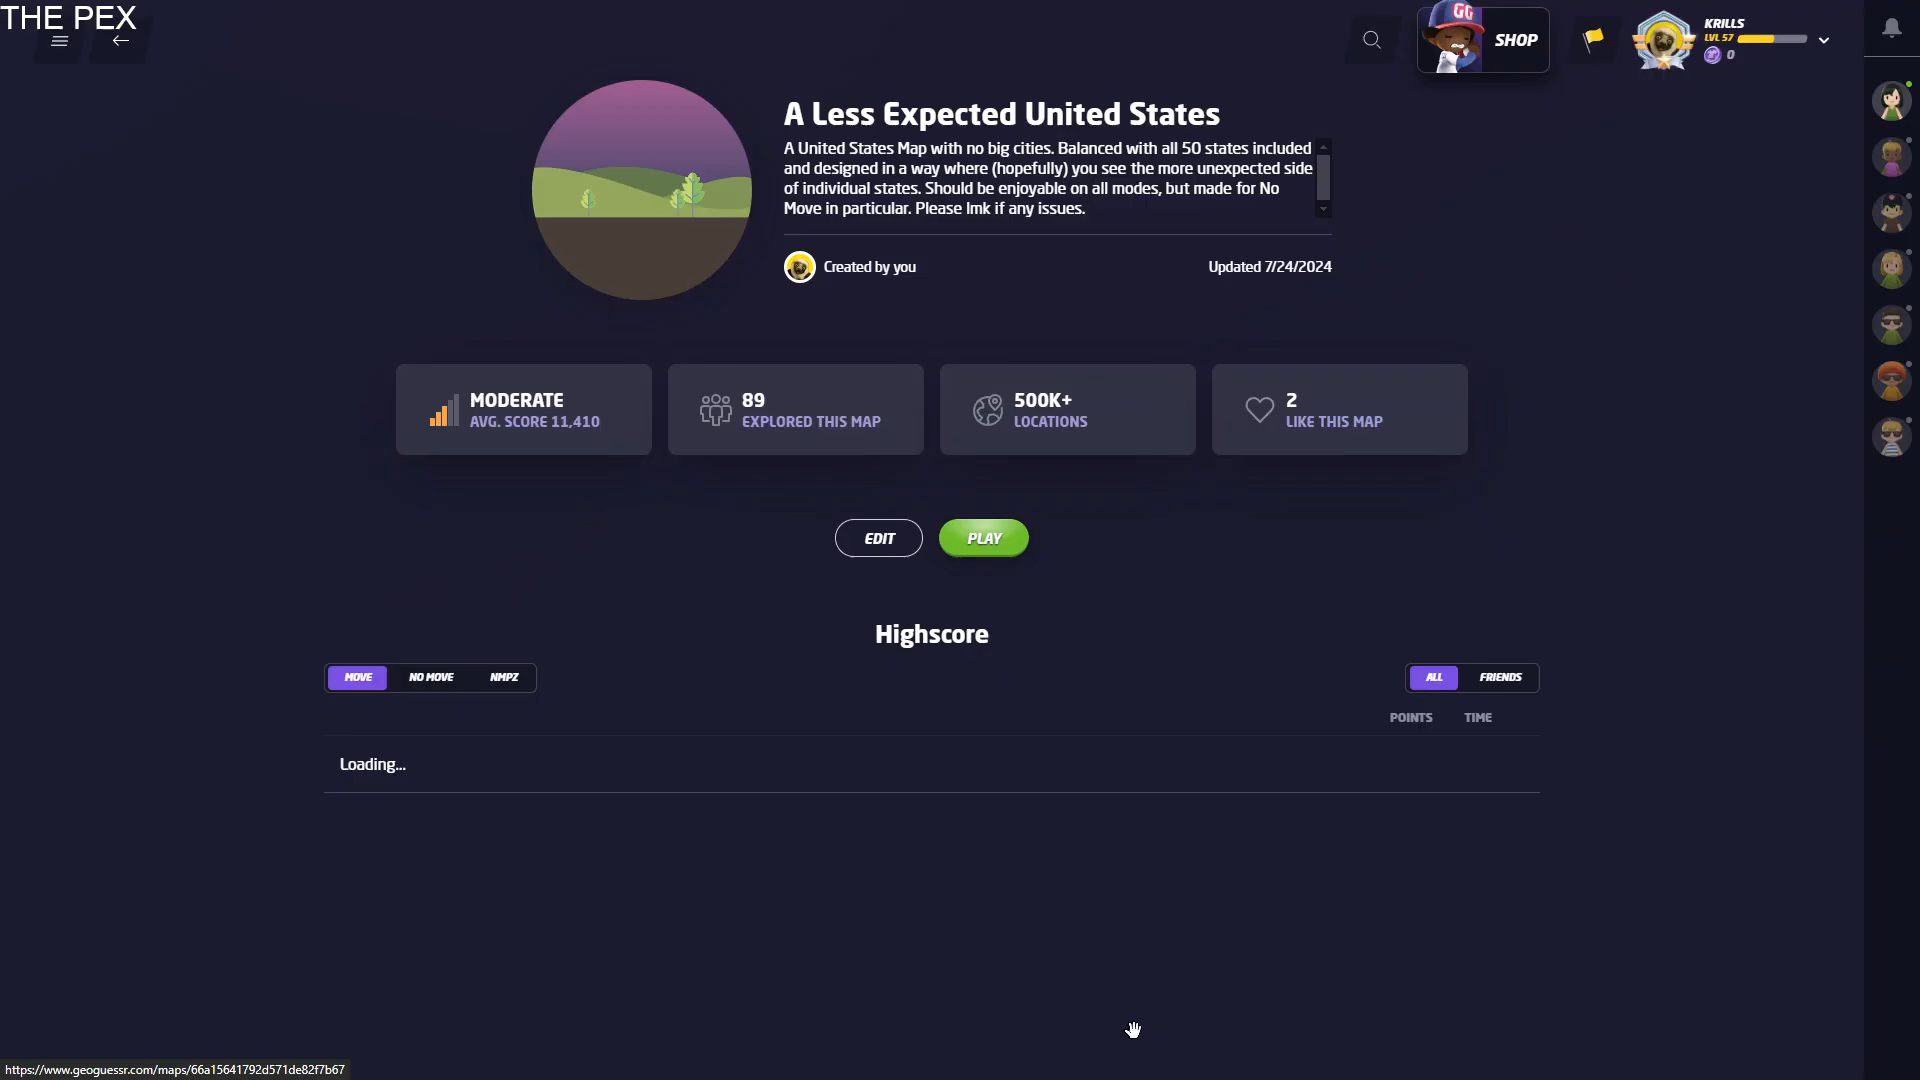 THE PEX
GG
SHOP
KRILLS
LVL 57
0
A Less Expected United States
A United States Map with no big cities. Balanced with all 50 states included
and designed in a way where (hopefully) you see the more unexpected side
of individual states. Should be enjoyable on all modes, but made for No
Move in particular. Please lmk if any issues.
Created by you
Updated 7/24/2024
MODERATE
AVG. SCORE 11,410
89
EXPLORED THIS MAP
500K+
LOCATIONS
2
LIKE THIS MAP
EDIT
PLAY
Highscore
MOVE
NO MOVE
NMPZ
ALL
FRIENDS
POINTS
TIME
Loading...
https://www.geoguessr.com/maps/66a15641792d571de82f7b67